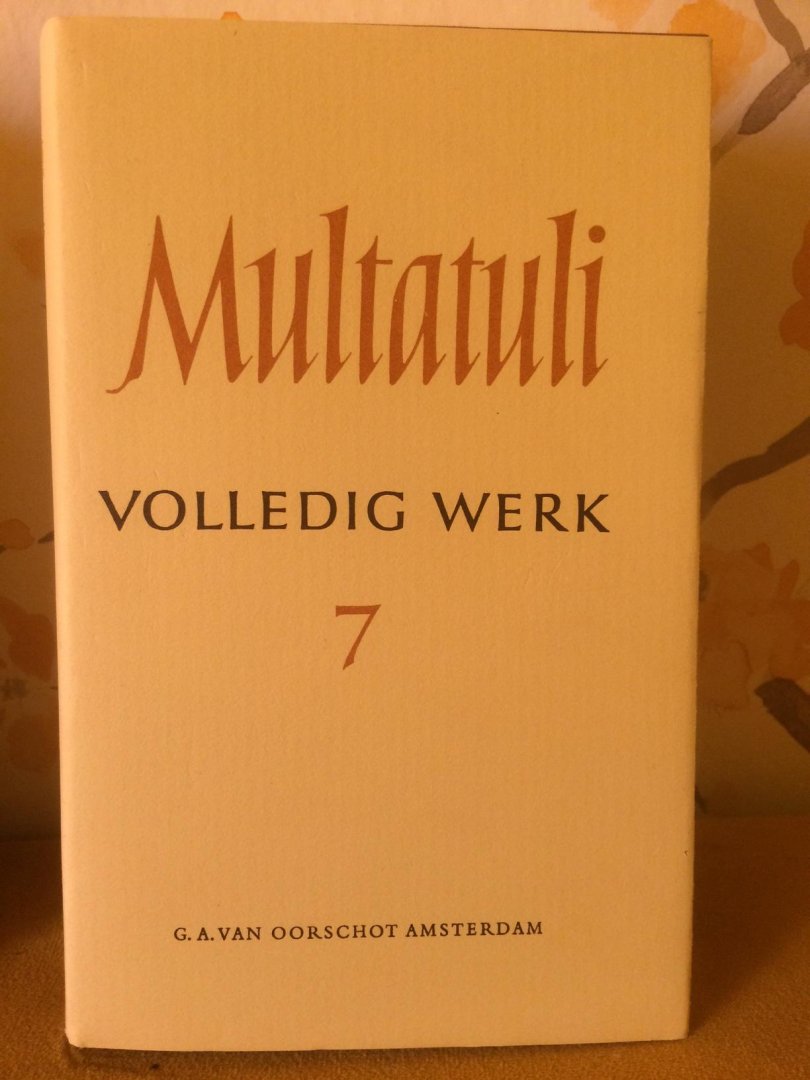 Multatuli
VOLLEDIG WERK
7
G. A. VAN OORSCHOT AMSTERDAM